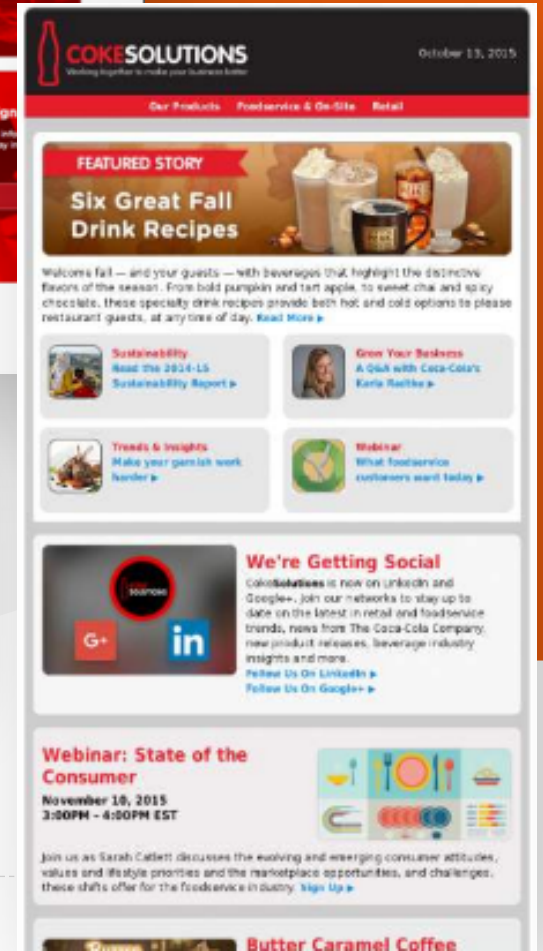 COKESOLUTIONS
Working together to make your business better
October 13, 2015
Our Products Foodservice & On-Site Retail
FEATURED STORY
Six Great Fall
Drink Recipes
Welcome fall — and your guests — with beverages that highlight the distinctive
flavors of the season. From bold pumpkin and tart apple, to sweet chai and spicy
chocolate, these specialty drink recipes provide both hot and cold options to please
restaurant guests, at any time of day. Read More
Sustainability
Read the 2014-15
Sustainability Report
Grow Your Business
A Q&A with Coca-Cola's
Karla Radtke
Trends & Insights
Make your garnish work
harder
Webinar
What foodservice
customers want today
SOLUTIONS
G+
in
We're Getting Social
CokeSolutions is now on LinkedIn and
Google+. Join our networks to stay up to
date on the latest in retail and foodservice
trends, news from The Coca-Cola Company,
new product releases, beverage industry
insights and more.
Follow Us On LinkedIn
Follow Us On Google+
Webinar: State of the
Consumer
November 10, 2015
3:00PM - 4:00PM EST
Join us as Sarah Catlett discusses the evolving and emerging consumer attitudes,
values and lifestyle priorities and the marketplace opportunities, and challenges,
these shifts offer for the foodservice industry. Sign Up
Butter Caramel Coffee